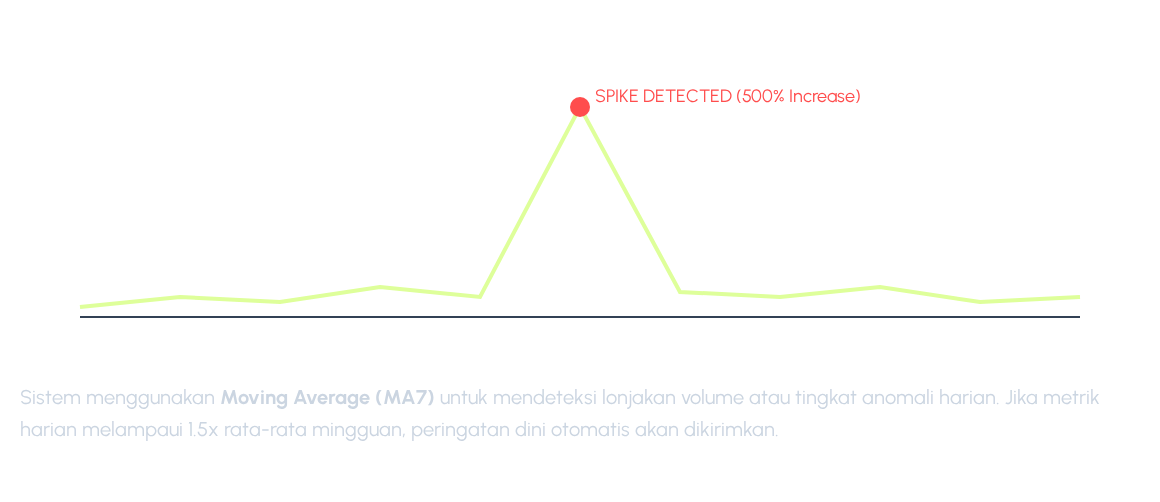 SPIKE DETECTED (500% Increase)
Sistem menggunakan Moving Average (MA7) untuk mendeteksi lonjakan volume atau tingkat anomali harian. Jika metrik
harian melampaui 1.5x rata-rata mingguan, peringatan dini otomatis akan dikirimkan.